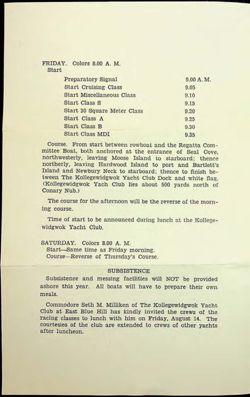 FRIDAY. Colors 8.00 A. M.
Start
Preparatory Signal 9.00 A. M.
Start Cruising Class 9.05
Start Miscellaneous Class 9.10
Start Class S 9.15
Start 30 Square Meter Class 9.20
Start Class A 9.25
Start Class B 9.30
Start Class MDI 9.35
Course. From start between rowboat and the Regatta Com-
mittee Boat, both anchored at the entrance of Seal Cove,
northwesterly, leaving Moose Island to starboard; thence
northerly, leaving Hardwood Island to port and Bartlett's
Island and Newbury Neck to starboard; thence to finish be-
tween The Kollegewidgwok Yacht Club Dock and white flag.
(Kollegewidgwok Yach Club lies about 500 yards north of
Conary Nub.)
The course for the afternoon will be the reverse of the morn-
ing course.
Time of start to be announced during lunch at the Kollege-
widgwok Yacht Club.
SATURDAY. Colors 8.00 A. M.
Start—Same time as Friday morning.
Course—Reverse of Thursday's Course.
SUBSISTENCE
Subsistence and messing facilities will NOT be provided
ashore this year. All boats will have to prepare their own
meals.
Commodore Seth M. Milliken of The Kollegewidgwok Yacht
Club at East Blue Hill has kindly invited the crews of the
racing classes to lunch with him on Friday, August 14. The
courtesies of the club are extended to crews of other yachts
after luncheon.